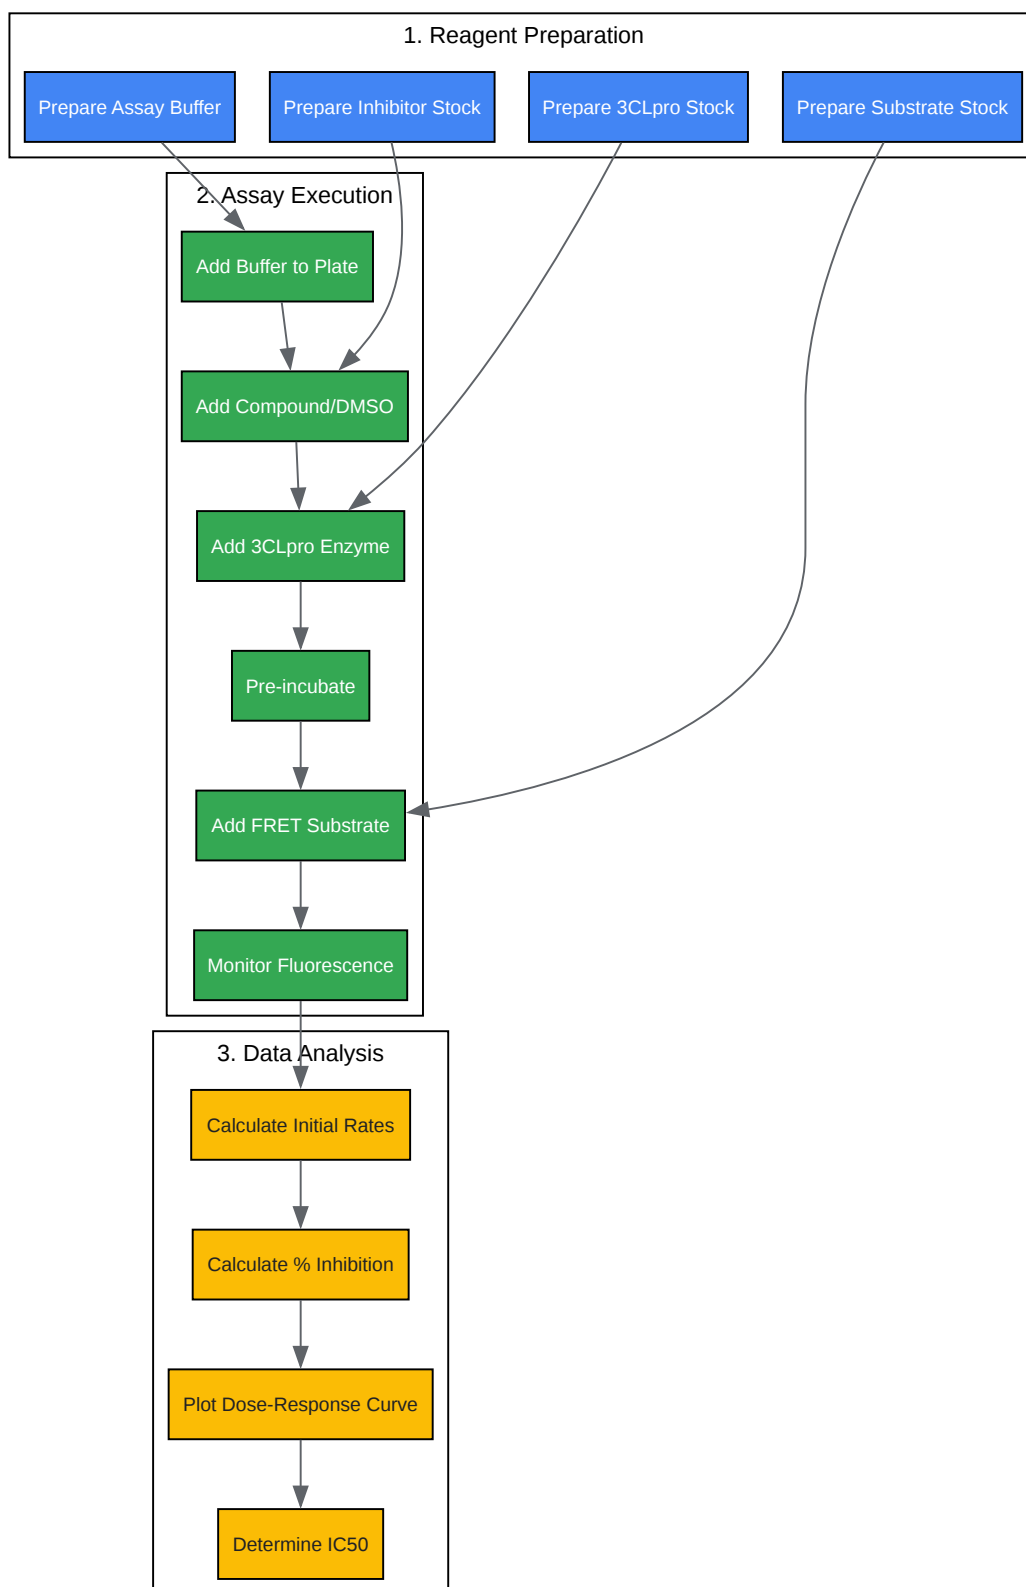 1. Reagent Preparation
Prepare Assay Buffer
Prepare Inhibitor Stock
Prepare 3CLpro Stock
Prepare Substrate Stock
2. Assay Execution
Add Buffer to Plate
Add Compound/DMSO
Add 3CLpro Enzyme
Pre-incubate
Add FRET Substrate
Monitor Fluorescence
3. Data Analysis
Calculate Initial Rates
Calculate % Inhibition
Plot Dose-Response Curve
Determine IC50